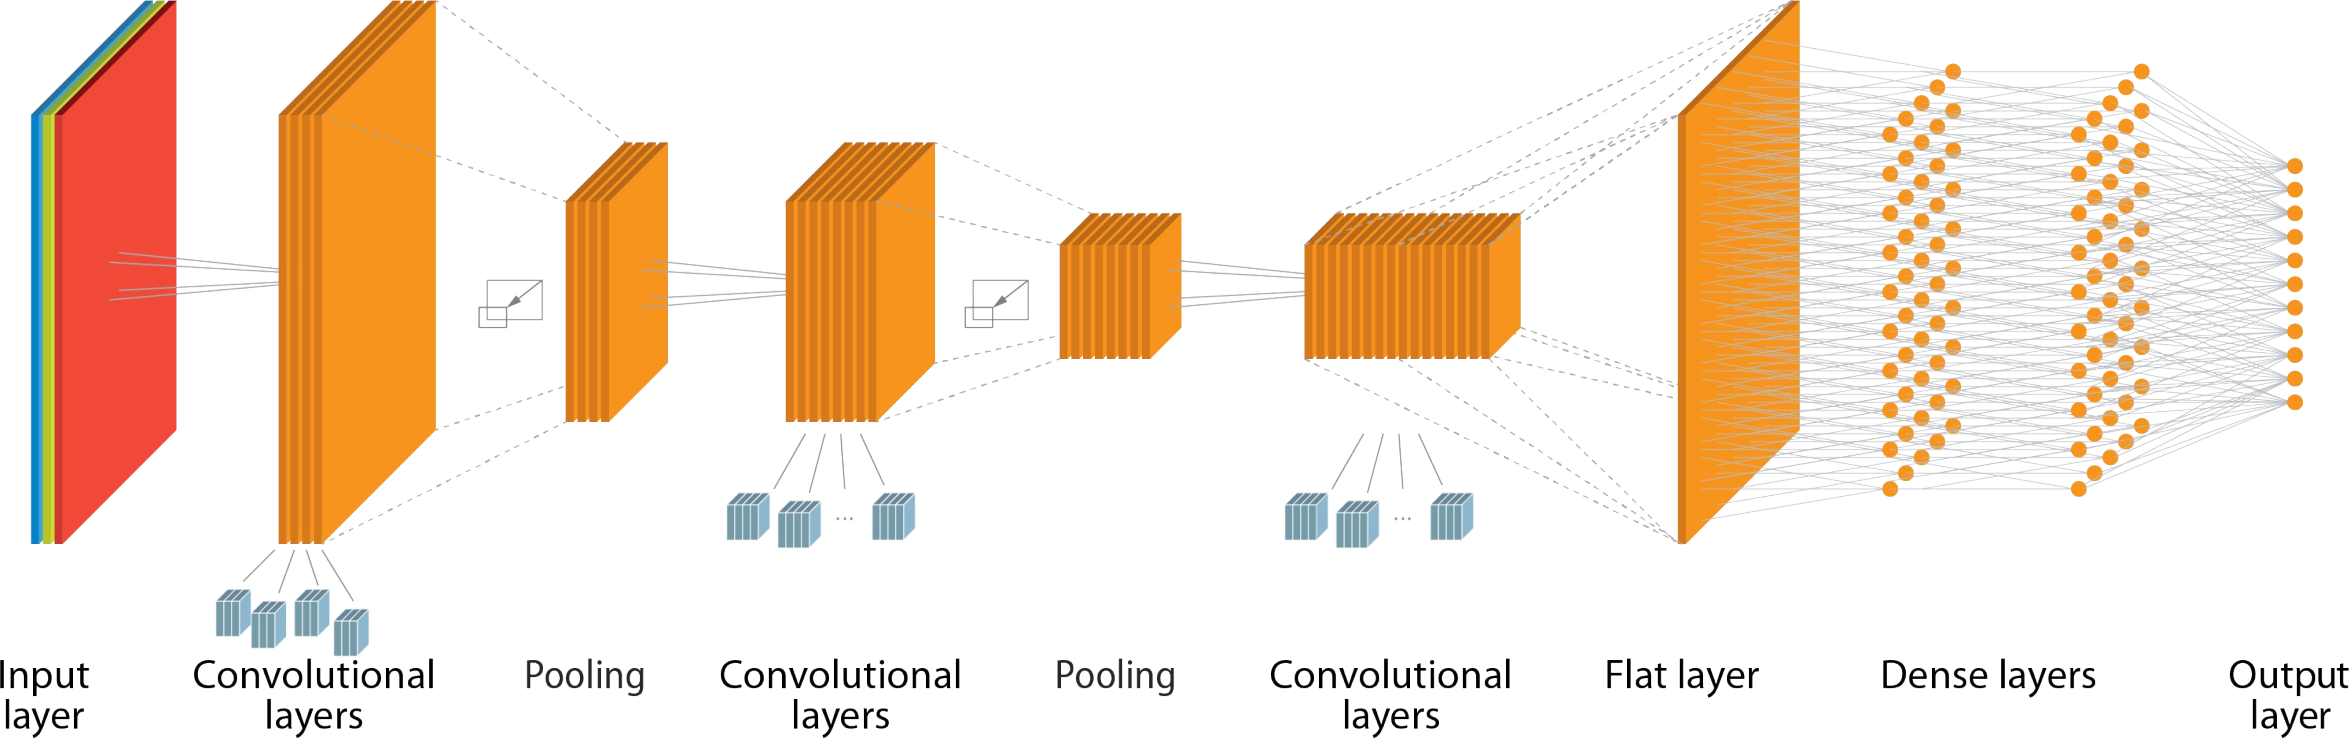 Input
layer
Convolutional
layers
Pooling
Convolutional
layers
Pooling
Convolutional
layers
Flat layer
Dense layers
Output
layer
...
...